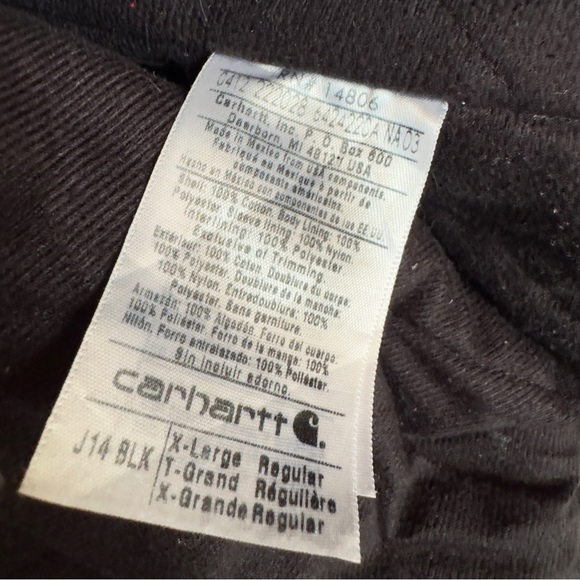 RN# 14806
0412 222028 6424220A NA 03
Carhartt, Inc. P. O. Box 600
Dearborn, MI 48121 USA
Made in Mexico from USA components.
Fabriqué au Mexique à partir de
composants américains.
Hecho en México con componentes de los EE.UU.
Shell: 100% Cotton. Body Lining: 100%
Polyester. Sleeve lining 100% Nylon.
Interlining: 100% Polyester
Exclusive of Trimming.
Extérieur: 100% Coton. Doublure du corps:
100% Polyester. Doublure de la manche:
100% Nylon. Entredoublure: 100%
Polyester. Sans garniture.
Armazón: 100% Algodón. Forro del cuerpo:
100% Poliéster. Forro de la manga: 100%
Nilón. Forro entrelazado: 100% Poliéster.
Sin incluir adorno.
carhartt
J14 BLK
X-Large Regular
T-Grand Régulière
X-Grande Regular